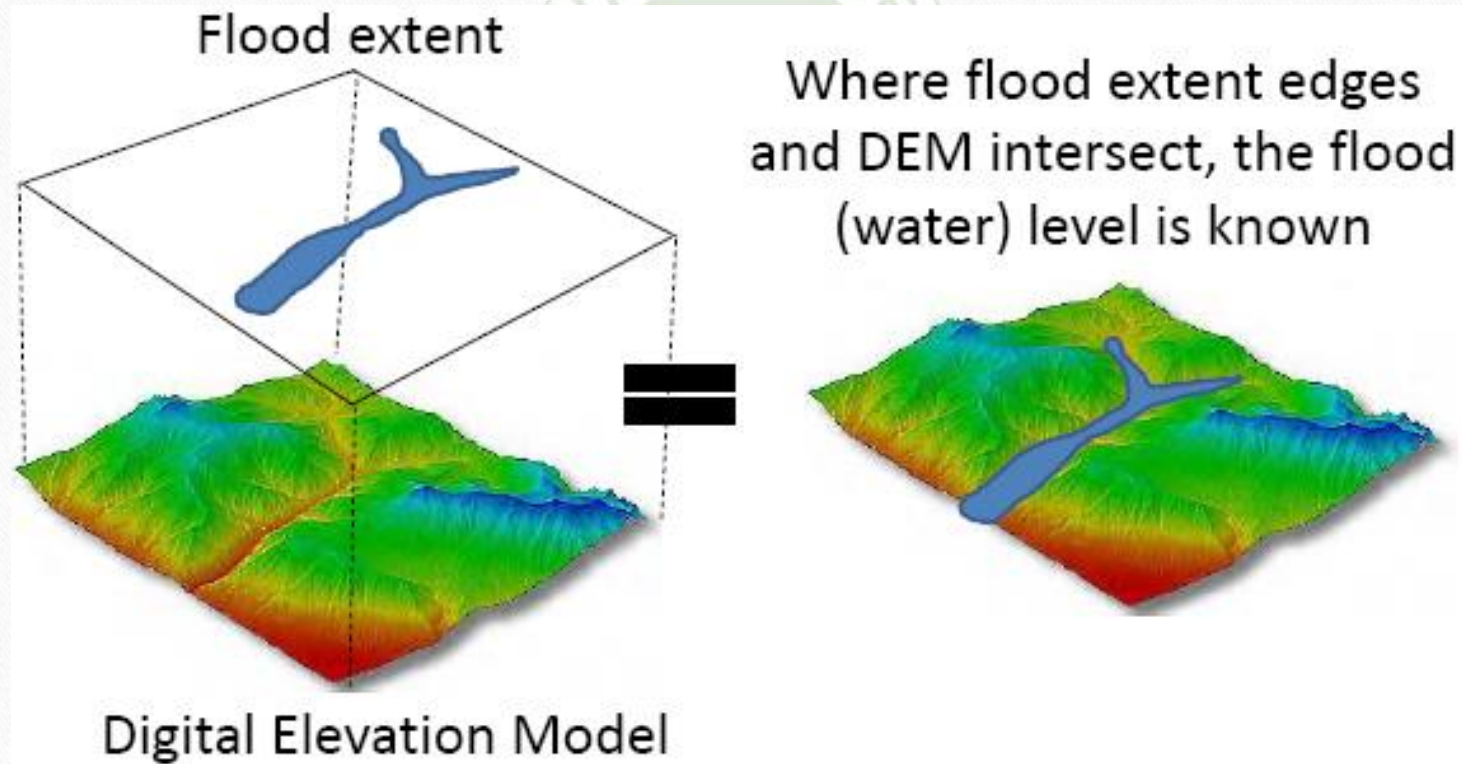 Flood extent
Where flood extent edges
and DEM intersect, the flood
(water) level is known
Digital Elevation Model